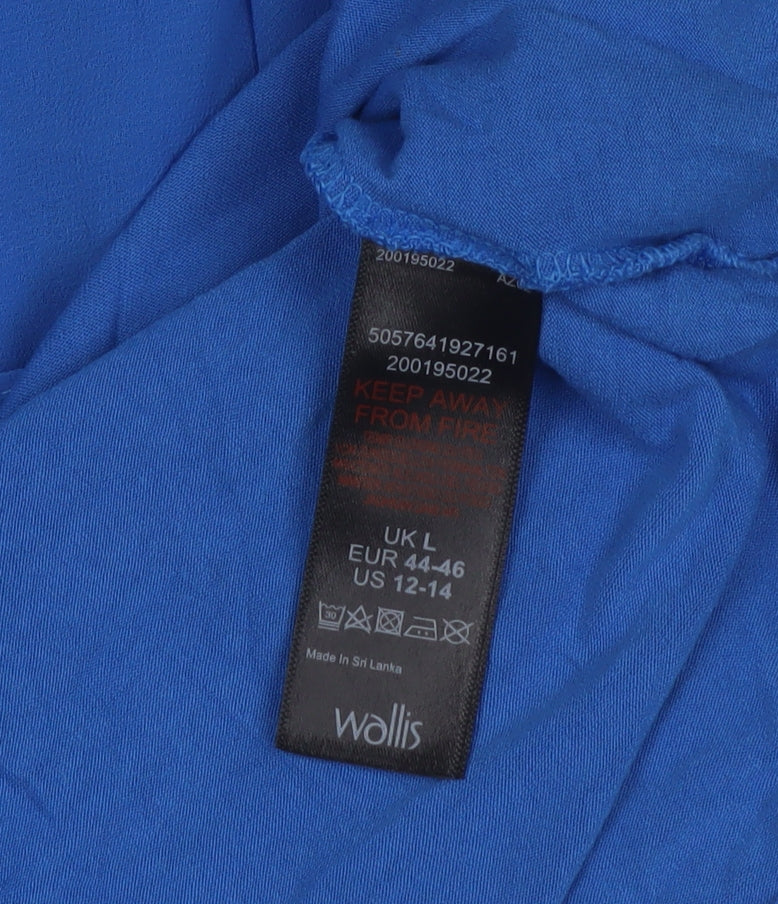 200195022
5057641927161
200195022
KEEP AWAY
FROM FIRE
UK L
EUR 44-46
US 12-14
30
Made In Sri Lanka
wallis